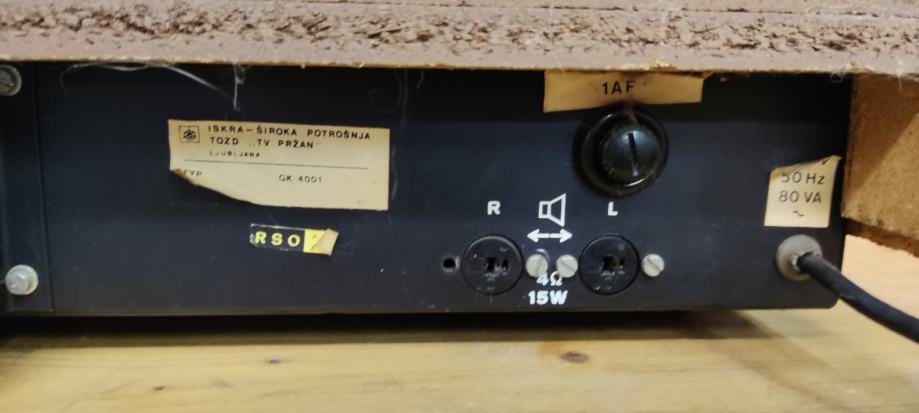 1AF
ISKRA-ŠIROKA POTROŠNJA
TOZD "TV PRŽAN"
LJUBLJANA
TYP GK 4001
50 Hz
80 VA
~
R L
RSO
4Ω
15W